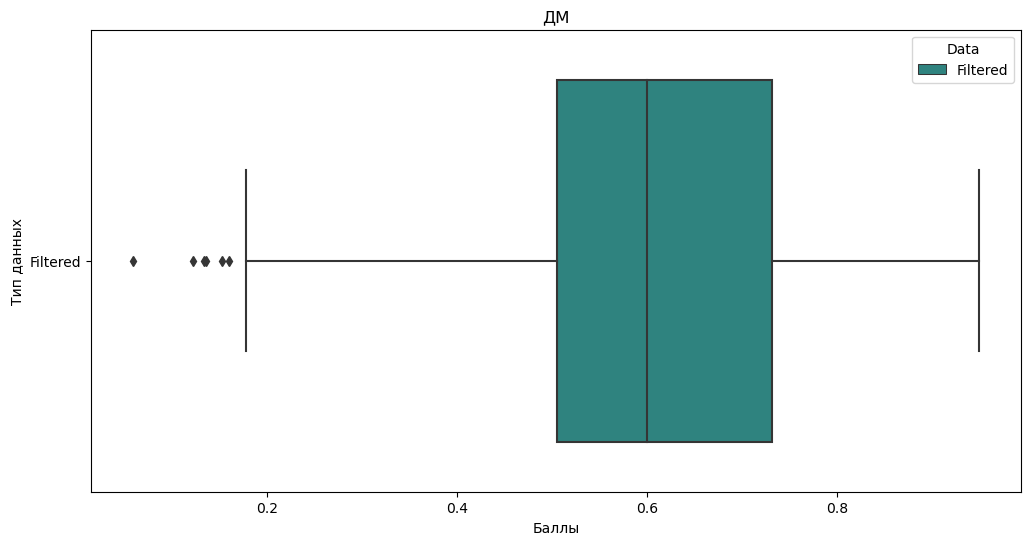 ДМ
Data
Filtered
Тип данных
Filtered
0.2 0.4 0.6 0.8
Баллы